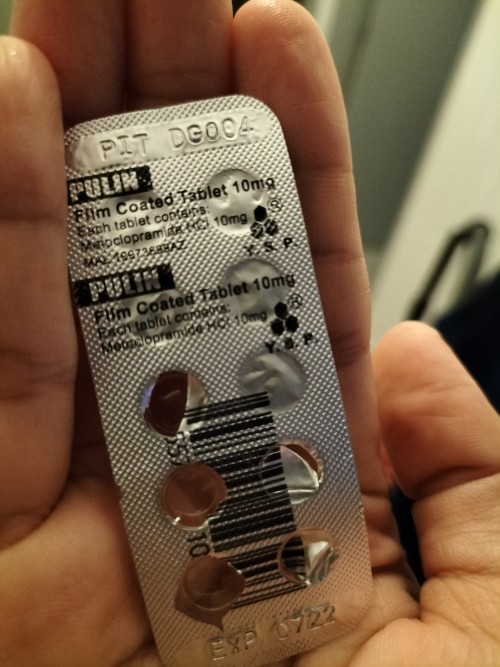 PIT DG004
PULIN
Film Coated Tablet 10mg
Each tablet contains:
Metoclopramide HCl 10mg
Y.S.P.
PULIN
Film Coated Tablet 10mg
Each tablet contains:
Metoclopramide HCl 10mg
Y.S.P.
EXP 0722